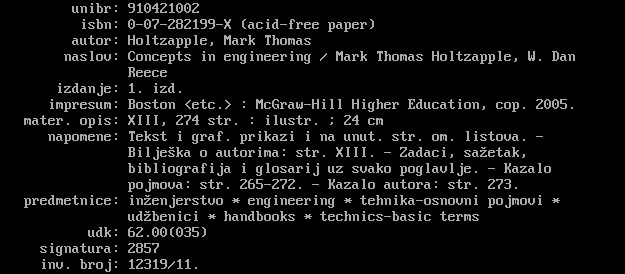 unibr: 910421002
isbn: 0-07-282199-X (acid-free paper)
autor: Holtzapple, Mark Thomas
naslov: Concepts in engineering / Mark Thomas Holtzapple, W. Dan
Reece
izdanje: 1. izd.
impresum: Boston <etc.> : McGraw-Hill Higher Education, cop. 2005.
mater. opis: XIII, 274 str. : ilustr. ; 24 cm
napomene: Tekst i graf. prikazi i na unut. str. om. listova. -
Bilješka o autorima: str. XIII. - Zadaci, sažetak,
bibliografija i glosarij uz svako poglavlje. - Kazalo
pojmova: str. 265-272. - Kazalo autora: str. 273.
predmetnice: inženjerstvo * engineering * tehnika-osnovni pojmovi *
udžbenici * handbooks * technics-basic terms
udk: 62.00(035)
signatura: 2857
inv. broj: 12319/11.